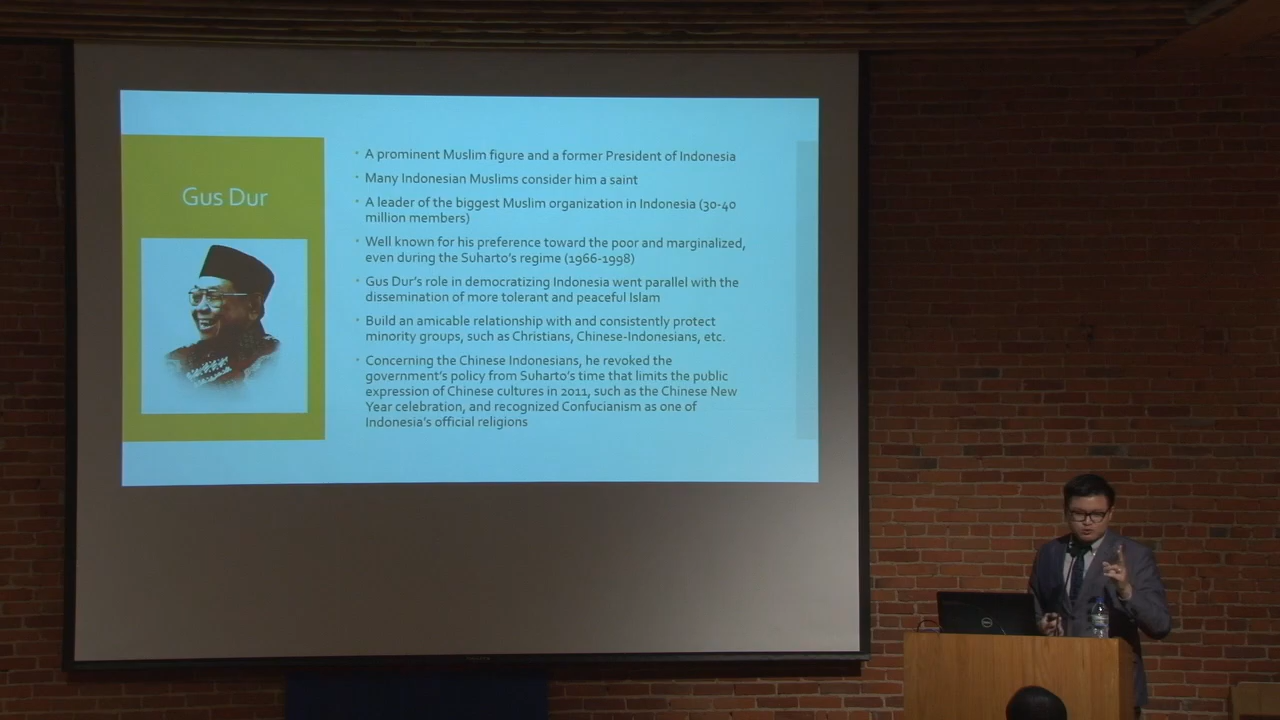 Gus Dur
• A prominent Muslim figure and a former President of Indonesia
• Many Indonesian Muslims consider him a saint
• A leader of the biggest Muslim organization in Indonesia (30-40
million members)
• Well known for his preference toward the poor and marginalized,
even during the Suharto's regime (1966-1998)
• Gus Dur's role in democratizing Indonesia went parallel with the
dissemination of more tolerant and peaceful Islam
• Build an amicable relationship with and consistently protect
minority groups, such as Christians, Chinese-Indonesians, etc.
• Concerning the Chinese Indonesians, he revoked the
government's policy from Suharto's time that limits the public
expression of Chinese cultures in 2011, such as the Chinese New
Year celebration, and recognized Confucianism as one of
Indonesia's official religions
DELL